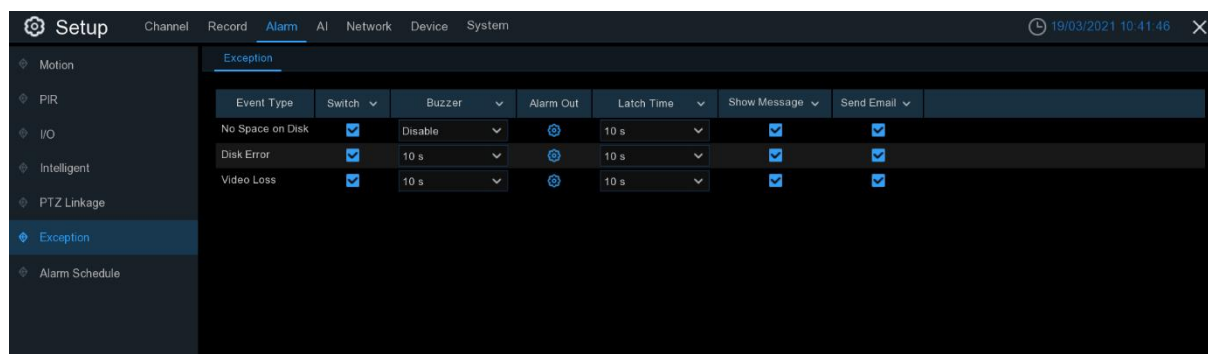 Setup Channel Record Alarm AI Network Device System 19/03/2021 10:41:46
Motion
Exception
PIR
Event Type Switch Buzzer Alarm Out Latch Time Show Message Send Email
I/O
No Space on Disk Disable 10 s
Disk Error 10 s 10 s
Intelligent
Video Loss 10 s 10 s
PTZ Linkage
Exception
Alarm Schedule